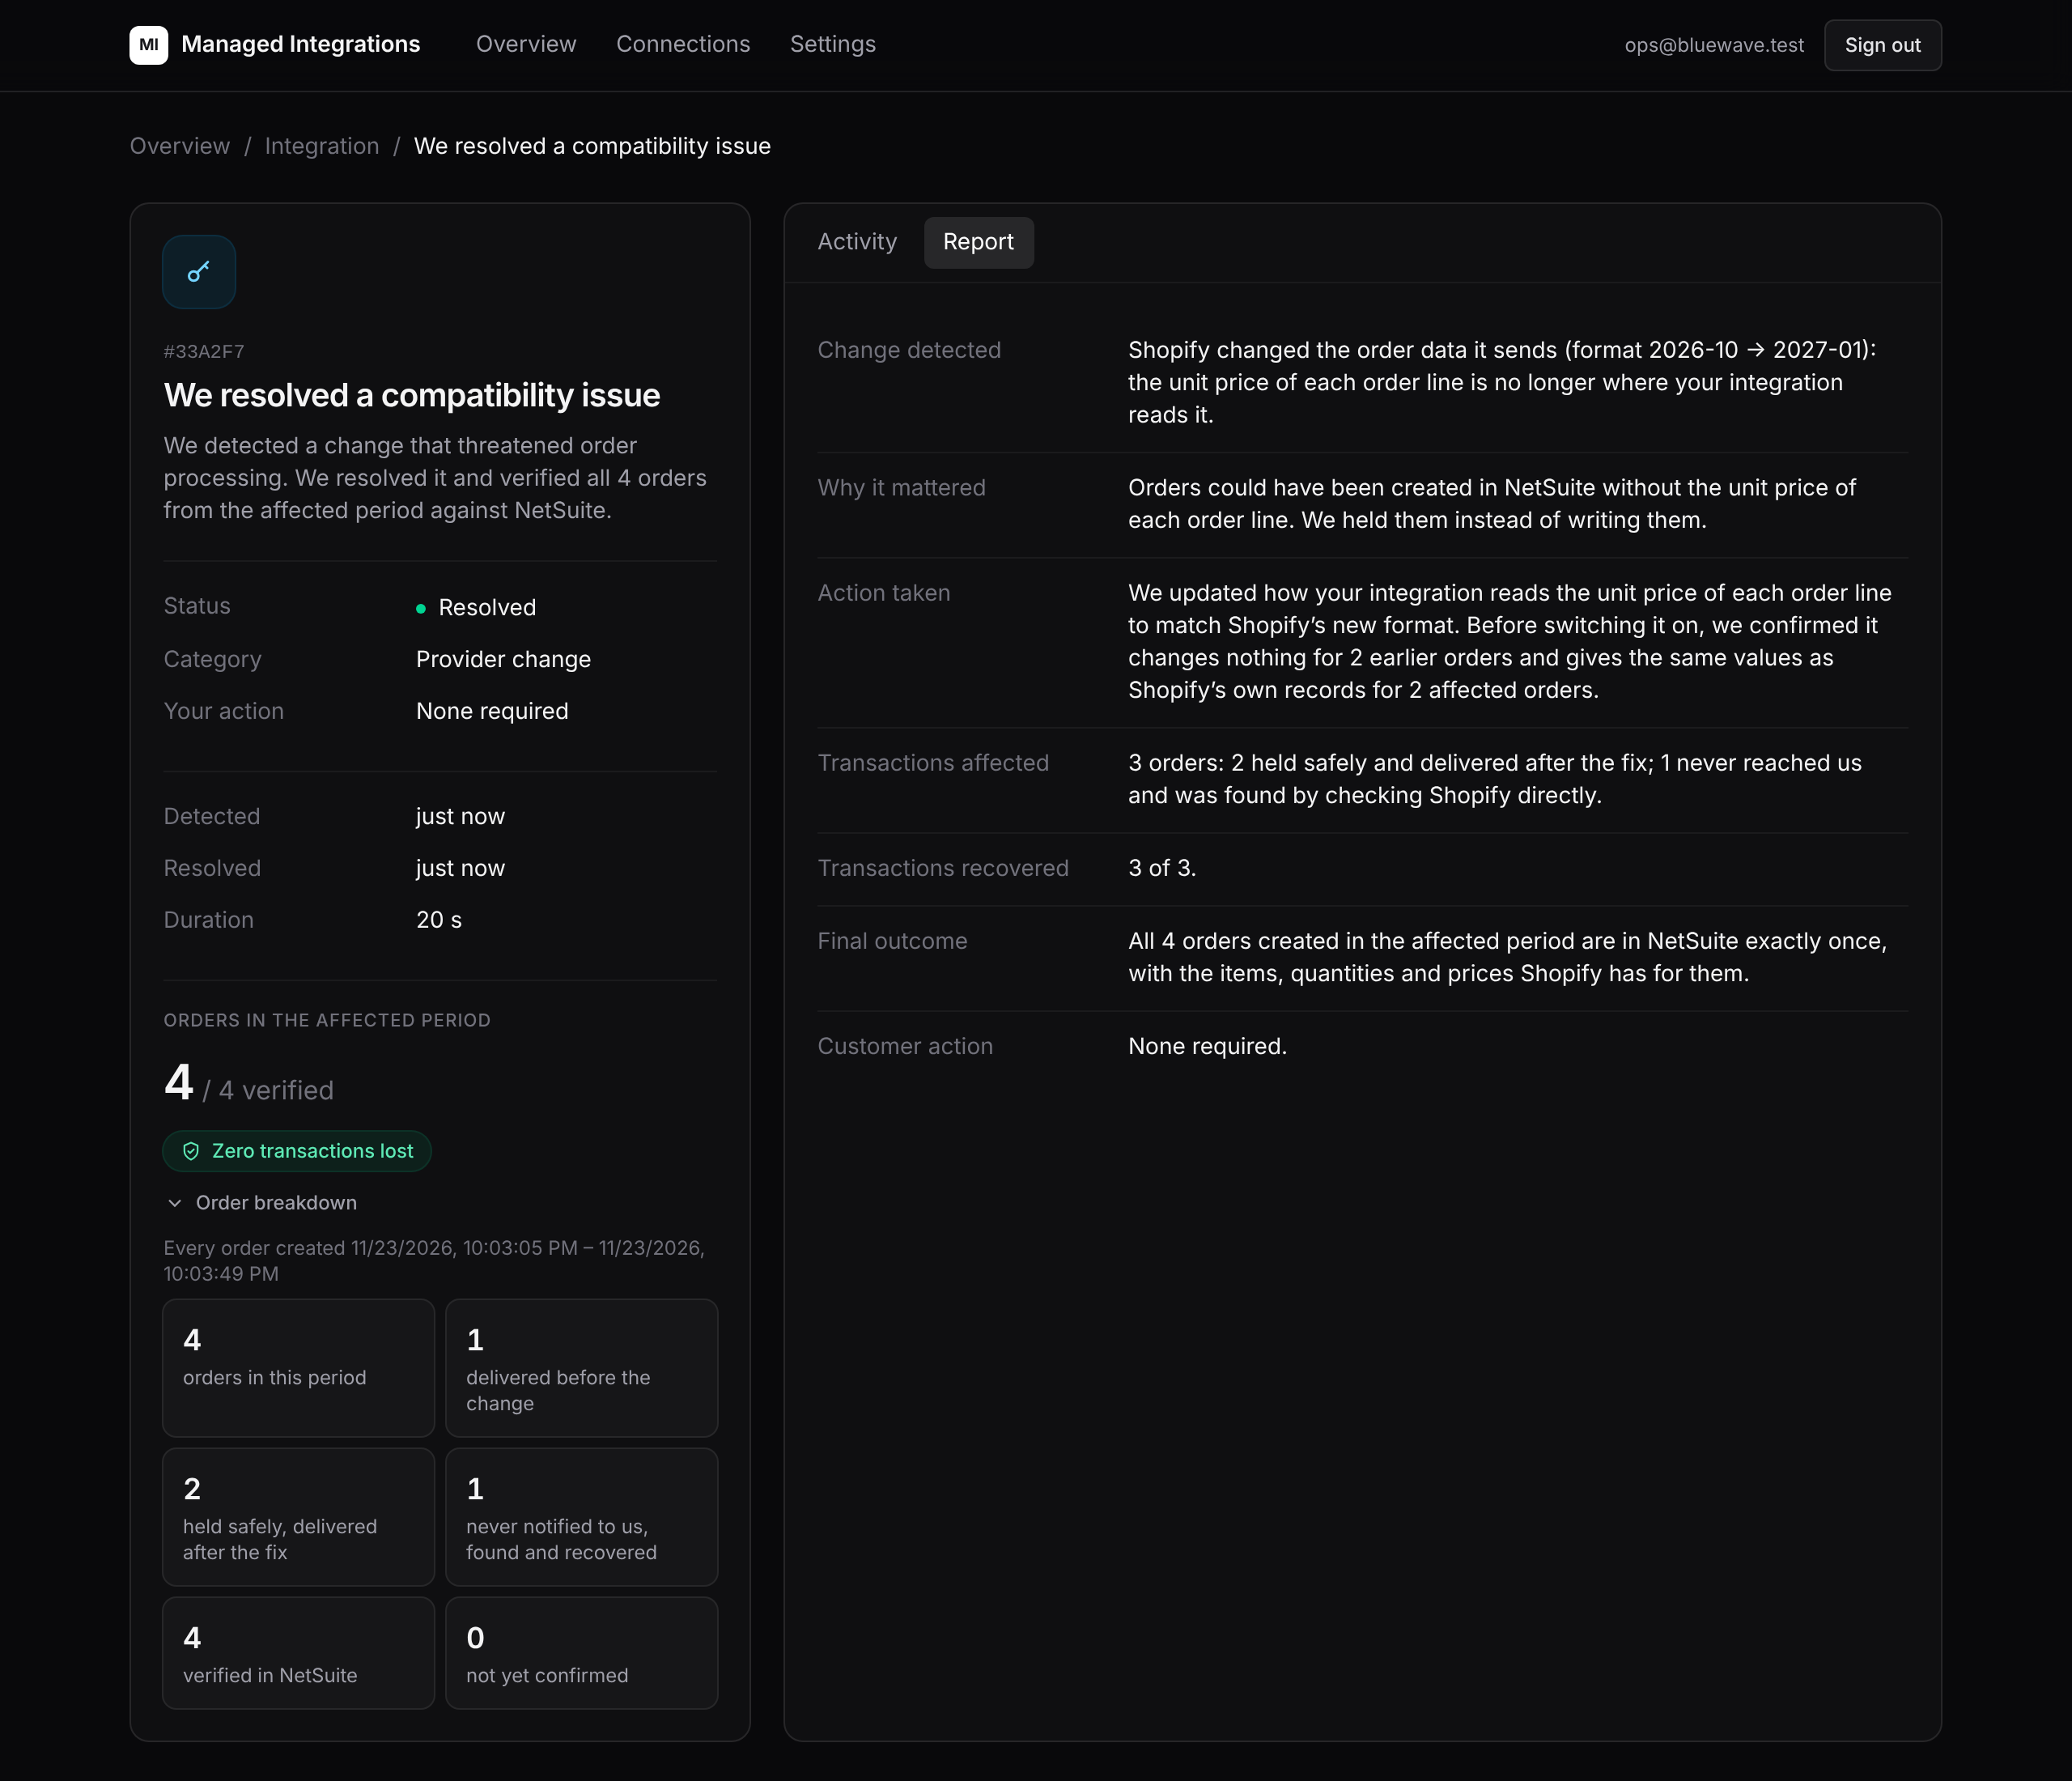 MI Managed Integrations Overview Connections Settings ops@bluewave.test Sign out
Overview / Integration / We resolved a compatibility issue
#33A2F7
We resolved a compatibility issue
We detected a change that threatened order
processing. We resolved it and verified all 4 orders
from the affected period against NetSuite.
Status Resolved
Category Provider change
Your action None required
Detected just now
Resolved just now
Duration 20 s
ORDERS IN THE AFFECTED PERIOD
4 / 4 verified
Zero transactions lost
Order breakdown
Every order created 11/23/2026, 10:03:05 PM – 11/23/2026,
10:03:49 PM
4
orders in this period
1
delivered before the
change
2
held safely, delivered
after the fix
1
never notified to us,
found and recovered
4
verified in NetSuite
0
not yet confirmed
Activity Report
Change detected Shopify changed the order data it sends (format 2026-10 → 2027-01):
the unit price of each order line is no longer where your integration
reads it.
Why it mattered Orders could have been created in NetSuite without the unit price of
each order line. We held them instead of writing them.
Action taken We updated how your integration reads the unit price of each order line
to match Shopify’s new format. Before switching it on, we confirmed it
changes nothing for 2 earlier orders and gives the same values as
Shopify’s own records for 2 affected orders.
Transactions affected 3 orders: 2 held safely and delivered after the fix; 1 never reached us
and was found by checking Shopify directly.
Transactions recovered 3 of 3.
Final outcome All 4 orders created in the affected period are in NetSuite exactly once,
with the items, quantities and prices Shopify has for them.
Customer action None required.